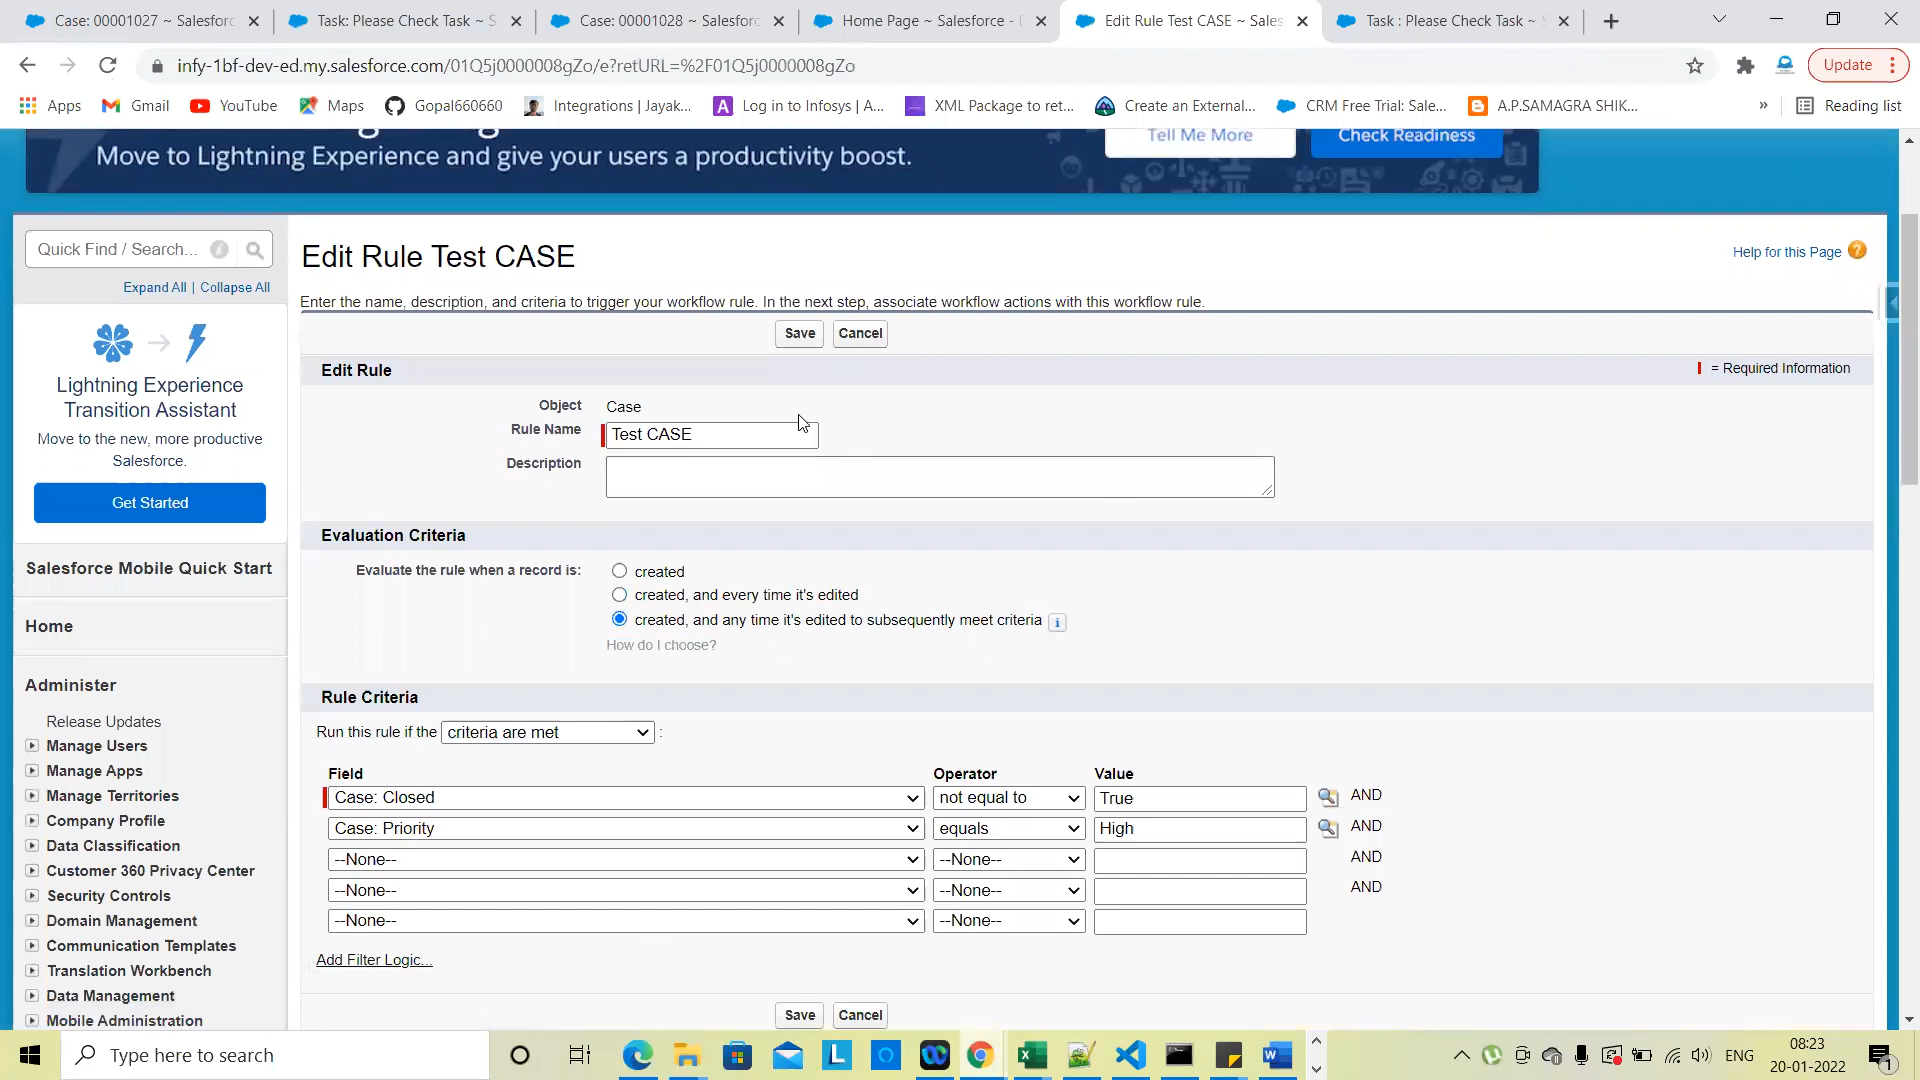 Case: 00001027 ~ Salesforc
Task: Please Check Task ~ S
Case: 00001028 ~ Salesforc
Home Page ~ Salesforce - D
Edit Rule Test CASE ~ Sales
Task : Please Check Task ~ S
infy-1bf-dev-ed.my.salesforce.com/01Q5j0000008gZo/e?retURL=%2F01Q5j0000008gZo
Update
Apps
Gmail
YouTube
Maps
Gopal660660
Integrations | Jayak...
Log in to Infosys | A...
XML Package to ret...
Create an External...
CRM Free Trial: Sale...
A.P.SAMAGRA SHIK...
»
Reading list
Move to Lightning Experience and give your users a productivity boost.
Tell Me More
Check Readiness
Quick Find / Search...
Expand All | Collapse All
Lightning Experience
Transition Assistant
Move to the new, more productive
Salesforce.
Get Started
Salesforce Mobile Quick Start
Home
Administer
Release Updates
Manage Users
Manage Apps
Manage Territories
Company Profile
Data Classification
Customer 360 Privacy Center
Security Controls
Domain Management
Communication Templates
Translation Workbench
Data Management
Mobile Administration
Edit Rule Test CASE
Help for this Page
Enter the name, description, and criteria to trigger your workflow rule. In the next step, associate workflow actions with this workflow rule.
Save Cancel
Edit Rule
= Required Information
Object Case
Rule Name Test CASE
Description
Evaluation Criteria
Evaluate the rule when a record is: created
created, and every time it's edited
created, and any time it's edited to subsequently meet criteria
How do I choose?
Rule Criteria
Run this rule if the criteria are met :
Field Operator Value
Case: Closed not equal to True AND
Case: Priority equals High AND
--None-- --None-- AND
--None-- --None-- AND
--None-- --None--
Add Filter Logic...
Save Cancel
Type here to search
ENG
08:23
20-01-2022
1